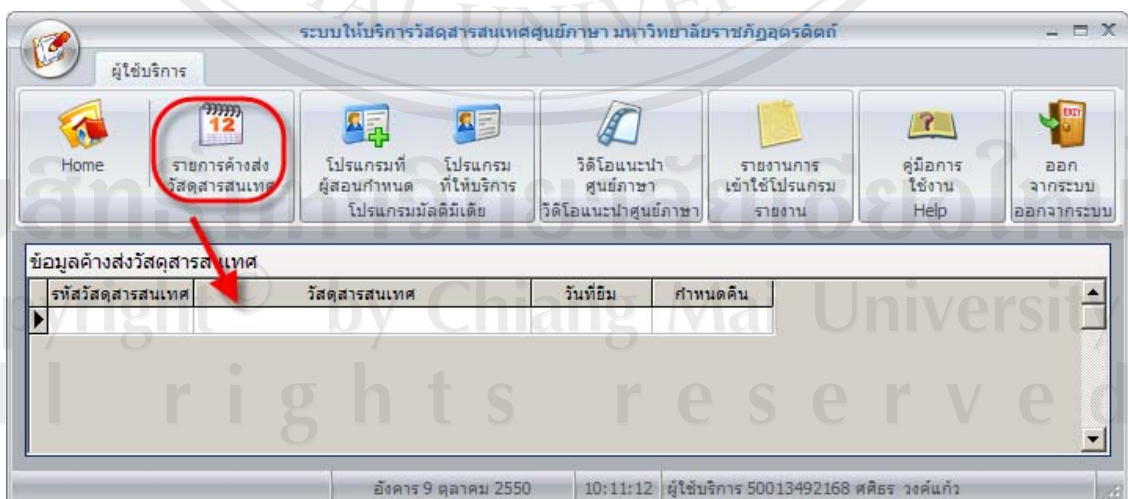 ระบบให้บริการวัสดุสารสนเทศศูนย์ภาษา มหาวิทยาลัยราชภัฏอุตรดิตถ์
ผู้ใช้บริการ
Home
รายการค้างส่ง
วัสดุสารสนเทศ
โปรแกรมที่
ผู้สอนกำหนด
โปรแกรม
ที่ให้บริการ
โปรแกรมมัลติมีเดีย
วิดีโอแนะนำ
ศูนย์ภาษา
วิดีโอแนะนำศูนย์ภาษา
รายงานการ
เข้าใช้โปรแกรม
รายงาน
คู่มือการ
ใช้งาน
Help
EXIT
ออก
จากระบบ
ออกจากระบบ
12
ข้อมูลค้างส่งวัสดุสารสนเทศ
รหัสวัสดุสารสนเทศ วัสดุสารสนเทศ วันที่ยืม กำหนดคืน
อังคาร 9 ตุลาคม 2550 10:11:12 ผู้ใช้บริการ 50013492168 ศศิธร วงค์แก้ว
by Chiang Mai University
rights reserved